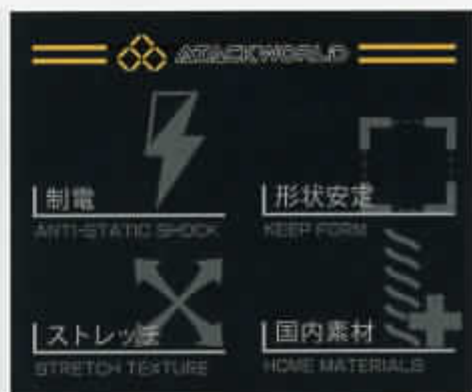 ATACKWORLD
制電
ANTI-STATIC SHOCK
形状安定
KEEP FORM
ストレッチ
STRETCH TEXTURE
国内素材
HOME MATERIALS